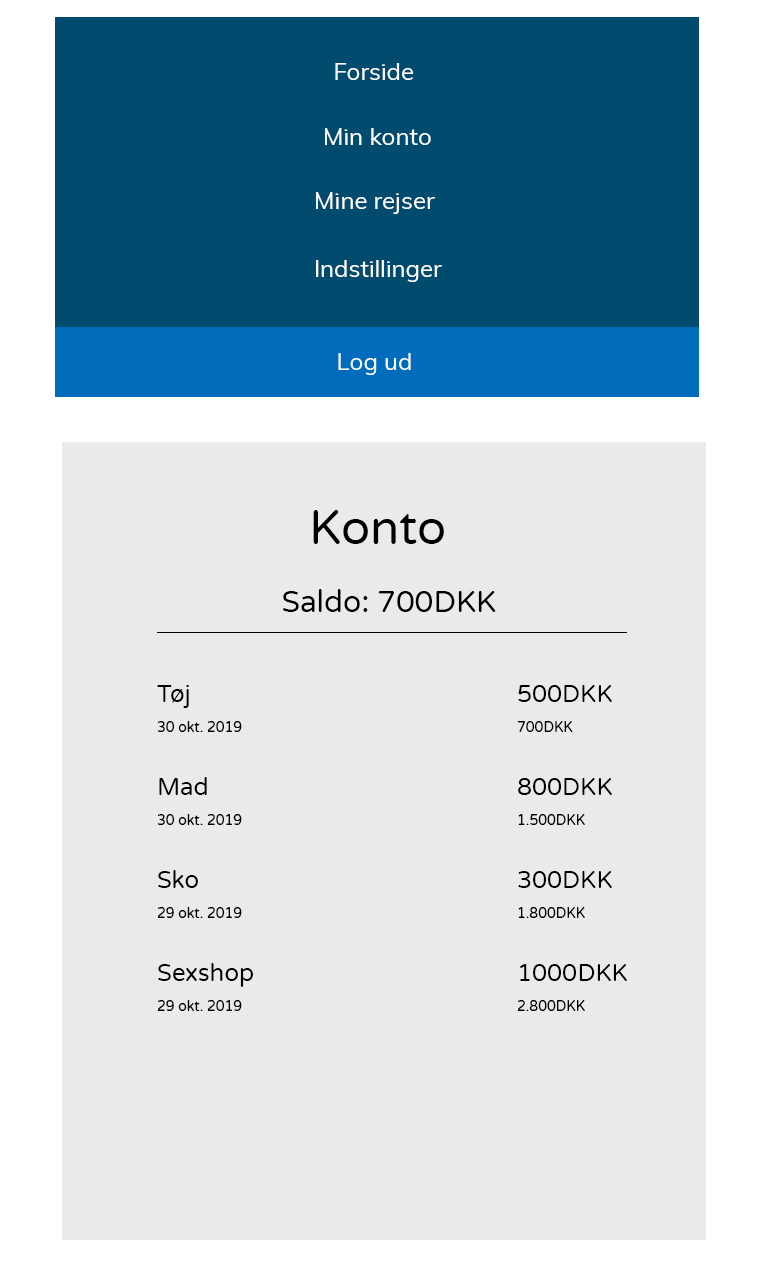 Forside
Min konto
Mine rejser
Indstillinger
Log ud
Konto
Saldo: 700DKK
Tøj 500DKK
30 okt. 2019 700DKK
Mad 800DKK
30 okt. 2019 1.500DKK
Sko 300DKK
29 okt. 2019 1.800DKK
Sexshop 1000DKK
29 okt. 2019 2.800DKK